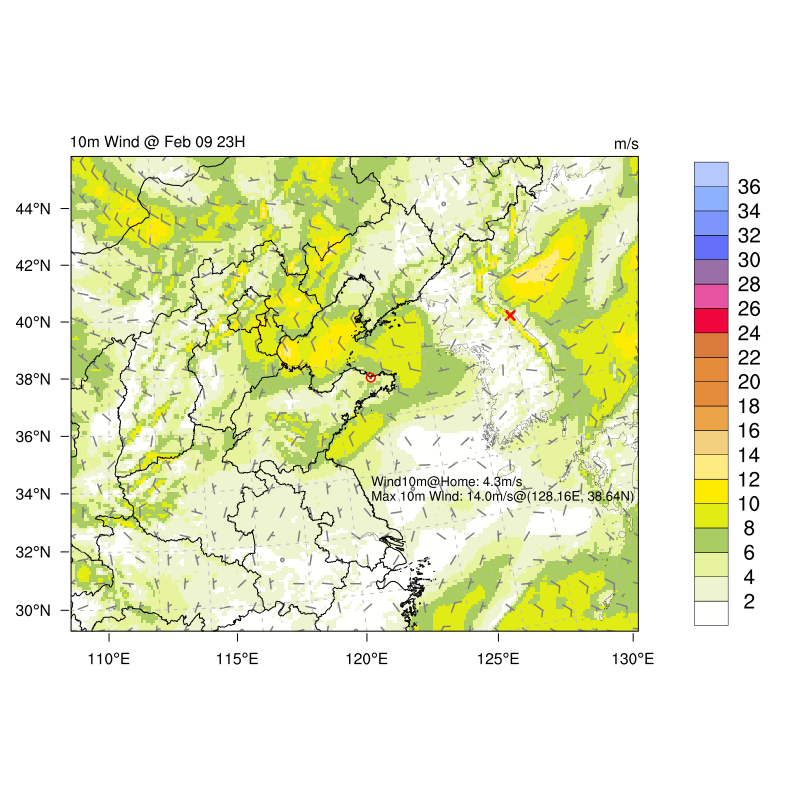 10m Wind @ Feb 09 23H
m/s
44°N
42°N
40°N
38°N
36°N
34°N
32°N
30°N
110°E
115°E
120°E
125°E
130°E
Wind10m@Home: 4.3m/s
Max 10m Wind: 14.0m/s@(128.16E, 38.64N)
36
34
32
30
28
26
24
22
20
18
16
14
12
10
8
6
4
2